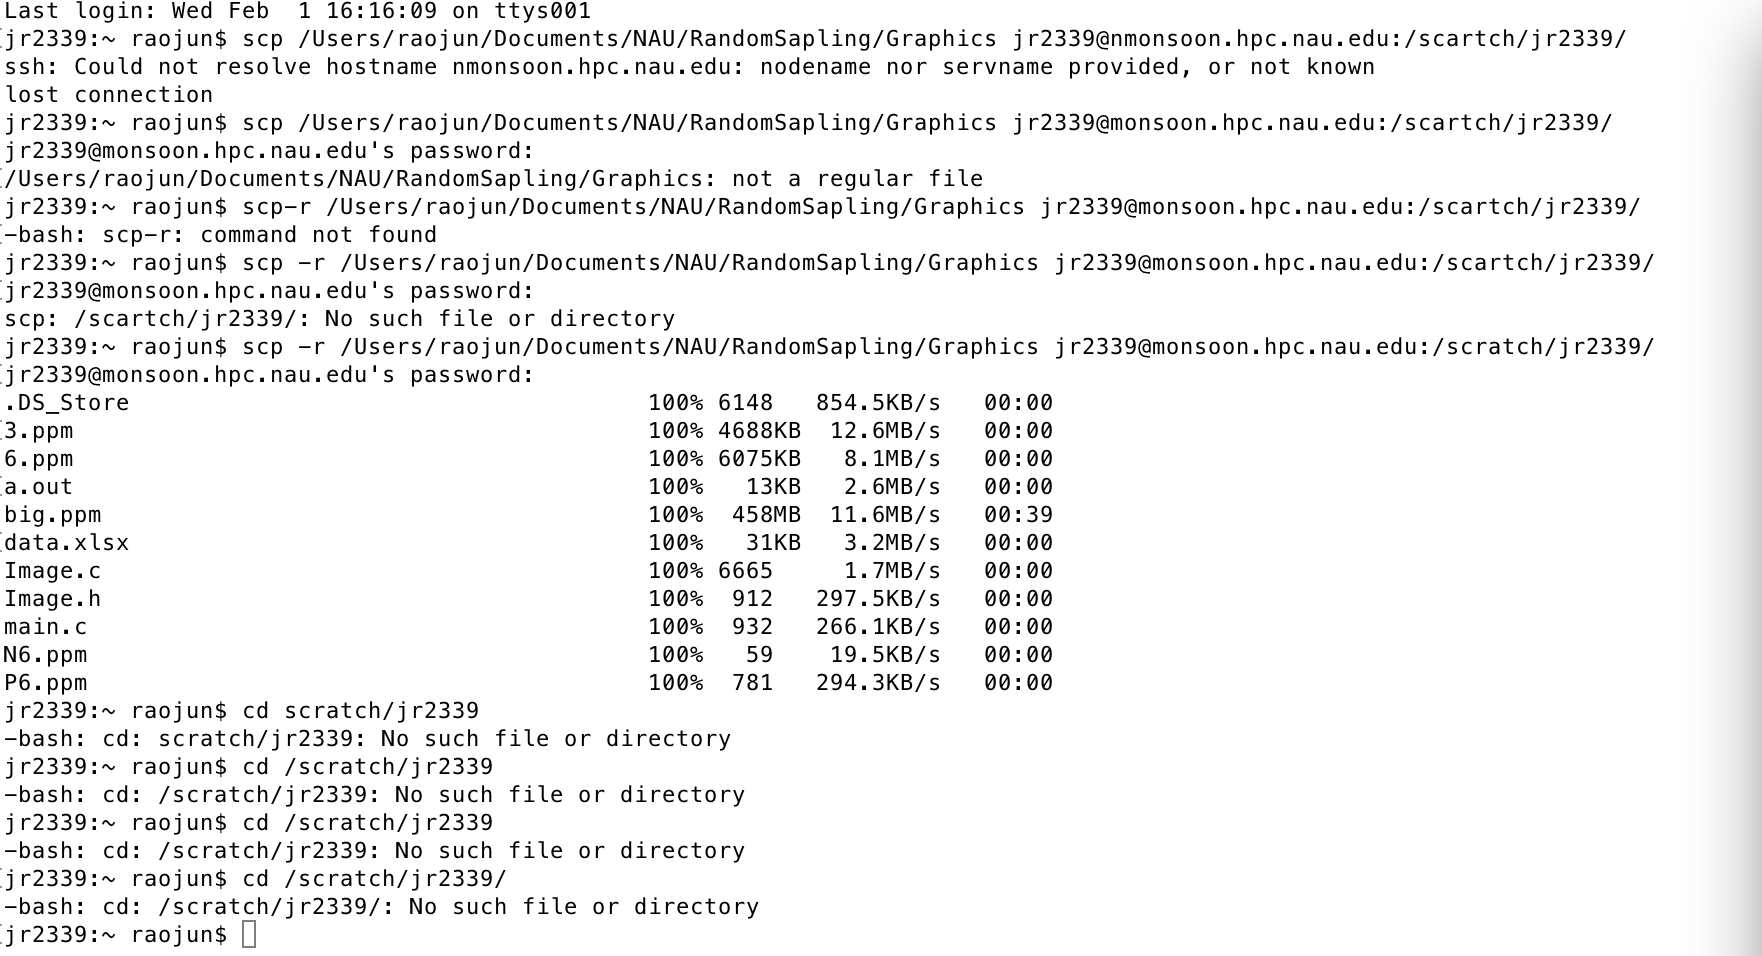 Last login: Wed Feb  1 16:16:09 on ttys001
jr2339:~ raojun$ scp /Users/raojun/Documents/NAU/RandomSapling/Graphics jr2339@nmonsoon.hpc.nau.edu:/scartch/jr2339/
ssh: Could not resolve hostname nmonsoon.hpc.nau.edu: nodename nor servname provided, or not known
lost connection
jr2339:~ raojun$ scp /Users/raojun/Documents/NAU/RandomSapling/Graphics jr2339@monsoon.hpc.nau.edu:/scartch/jr2339/
jr2339@monsoon.hpc.nau.edu's password:
/Users/raojun/Documents/NAU/RandomSapling/Graphics: not a regular file
jr2339:~ raojun$ scp-r /Users/raojun/Documents/NAU/RandomSapling/Graphics jr2339@monsoon.hpc.nau.edu:/scartch/jr2339/
-bash: scp-r: command not found
jr2339:~ raojun$ scp -r /Users/raojun/Documents/NAU/RandomSapling/Graphics jr2339@monsoon.hpc.nau.edu:/scartch/jr2339/
jr2339@monsoon.hpc.nau.edu's password:
scp: /scartch/jr2339/: No such file or directory
jr2339:~ raojun$ scp -r /Users/raojun/Documents/NAU/RandomSapling/Graphics jr2339@monsoon.hpc.nau.edu:/scratch/jr2339/
jr2339@monsoon.hpc.nau.edu's password:
.DS_Store                                     100% 6148   854.5KB/s   00:00
3.ppm                                         100% 4688KB  12.6MB/s   00:00
6.ppm                                         100% 6075KB   8.1MB/s   00:00
a.out                                         100%   13KB   2.6MB/s   00:00
big.ppm                                       100%  458MB  11.6MB/s   00:39
data.xlsx                                     100%   31KB   3.2MB/s   00:00
Image.c                                       100% 6665     1.7MB/s   00:00
Image.h                                       100%  912   297.5KB/s   00:00
main.c                                        100%  932   266.1KB/s   00:00
N6.ppm                                        100%   59    19.5KB/s   00:00
P6.ppm                                        100%  781   294.3KB/s   00:00
jr2339:~ raojun$ cd scratch/jr2339
-bash: cd: scratch/jr2339: No such file or directory
jr2339:~ raojun$ cd /scratch/jr2339
-bash: cd: /scratch/jr2339: No such file or directory
jr2339:~ raojun$ cd /scratch/jr2339
-bash: cd: /scratch/jr2339: No such file or directory
jr2339:~ raojun$ cd /scratch/jr2339/
-bash: cd: /scratch/jr2339/: No such file or directory
jr2339:~ raojun$